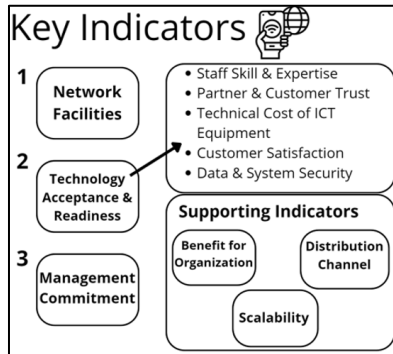 Key Indicators
1
Network
Facilities
2
Technology
Acceptance &
Readiness
3
Management
Commitment
• Staff Skill & Expertise
• Partner & Customer Trust
• Technical Cost of ICT
Equipment
• Customer Satisfaction
• Data & System Security
Supporting Indicators
Benefit for
Organization
Distribution
Channel
Scalability